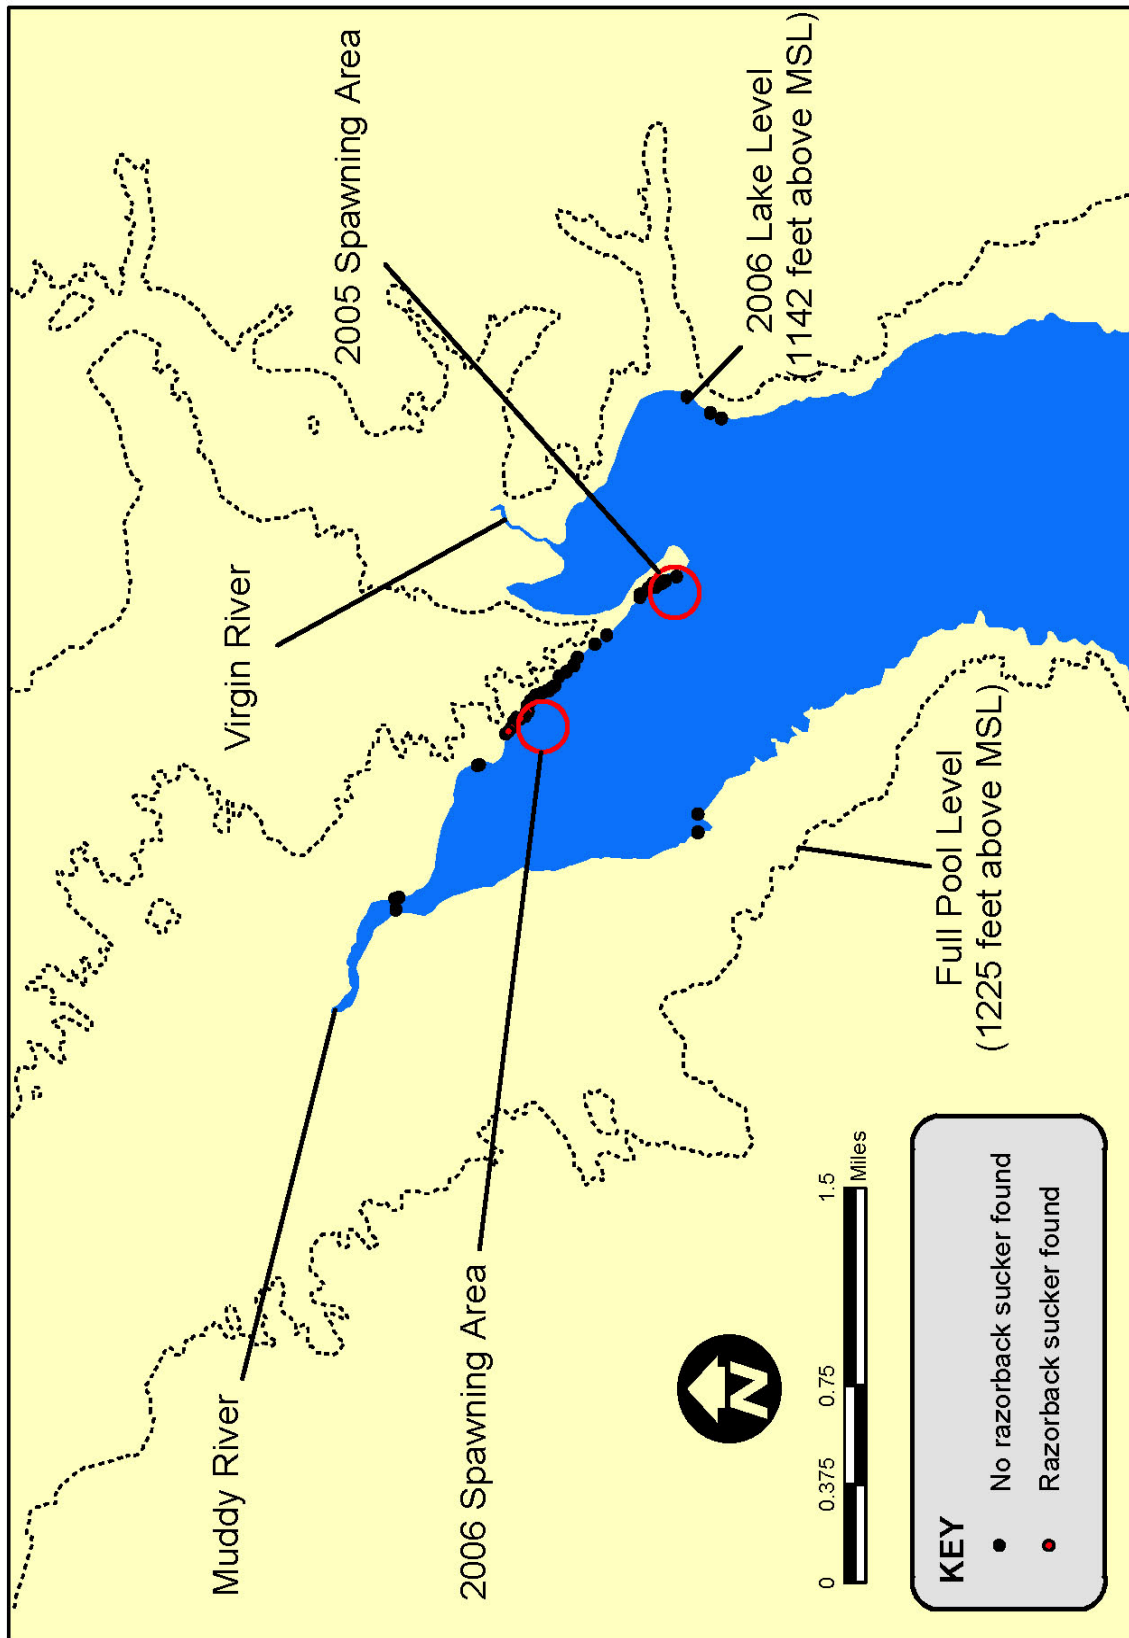 Muddy River
Virgin River
2005 Spawning Area
2006 Spawning Area
2006 Lake Level
(1142 feet above MSL)
Full Pool Level
(1225 feet above MSL)
N
0 0.375 0.75 1.5
Miles
KEY
No razorback sucker found
Razorback sucker found